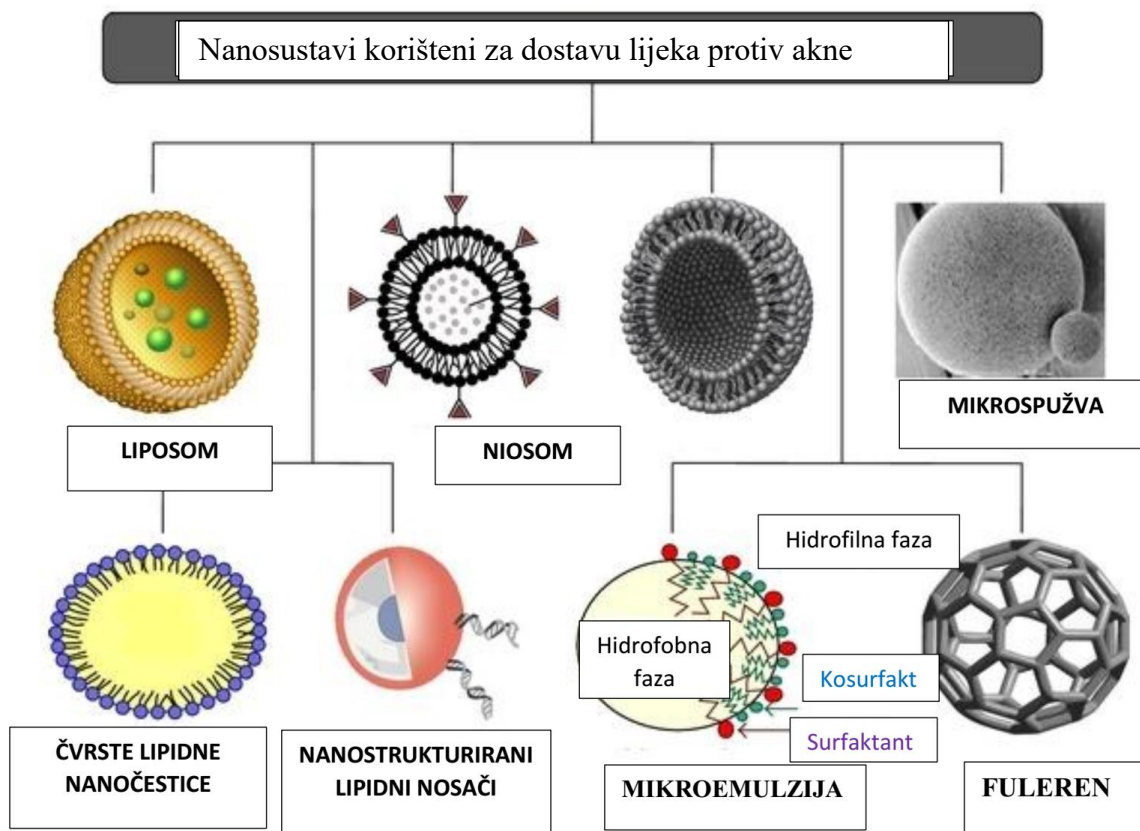 Nanosustavi korišteni za dostavu lijeka protiv akne
LIPOSOM
NIOSOM
MIKROSPUŽVA
ČVRSTE LIPIDNE
NANOČESTICE
NANOSTRUKTURIRANI
LIPIDNI NOSAČI
Hidrofilna faza
Hidrofobna
faza
Kosurfakt
Surfaktant
MIKROEMULZIJA
FULEREN